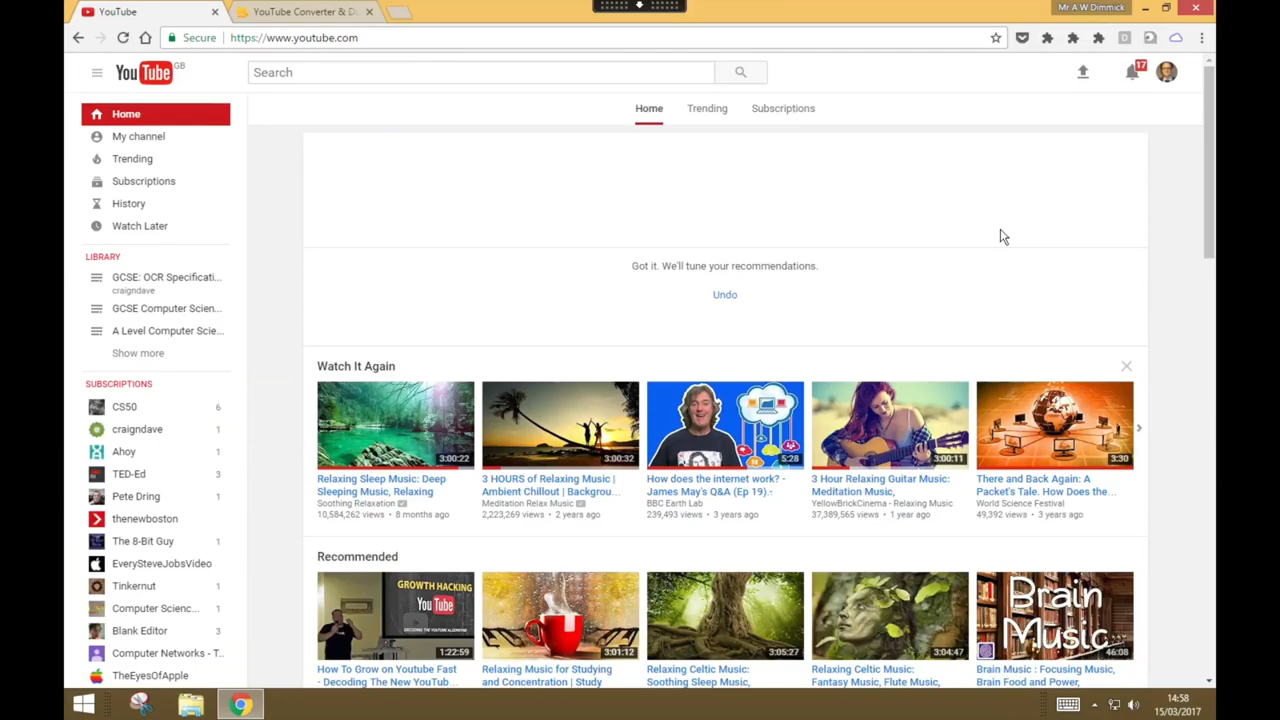 YouTube
YouTube Converter & D
Mr A W Dimmick
Secure
https://www.youtube.com
YouTube GB
Search
17
Home
Trending
Subscriptions
Home
My channel
Trending
Subscriptions
History
Watch Later
LIBRARY
GCSE: OCR Specificati...
craigndave
GCSE Computer Scien...
A Level Computer Scie...
Show more
SUBSCRIPTIONS
CS50 6
craigndave 1
Ahoy 1
TED-Ed 1
Pete Dring 1
thenewboston
The 8-Bit Guy 1
EverySteveJobsVideo
Tinkernut 1
Computer Scienc... 1
Blank Editor 3
Computer Networks - T...
TheEyesOfApple
Got it. We'll tune your recommendations.
Undo
Watch It Again
3:00:22
3:00:32
5:28
3:00:11
3:30
Relaxing Sleep Music: Deep
Sleeping Music, Relaxing
Soothing Relaxation
10,584,262 views • 8 months ago
3 HOURS of Relaxing Music |
Ambient Chillout | Backgrou...
Meditation Relax Music
2,223,269 views • 2 years ago
How does the internet work? -
James May's Q&A (Ep 19) -
BBC Earth Lab
239,493 views • 3 years ago
3 Hour Relaxing Guitar Music:
Meditation Music,
YellowBrickCinema - Relaxing Music
37,389,565 views • 1 year ago
There and Back Again: A
Packet's Tale. How Does the...
World Science Festival
49,392 views • 3 years ago
Recommended
GROWTH HACKING
YouTube
DECODING THE YOUTUBE ALGORITHM
1:22:59
3:01:12
3:05:27
3:04:47
Brain
Music
46:08
How To Grow on Youtube Fast
- Decoding The New YouTub...
Relaxing Music for Studying
and Concentration | Study
Relaxing Celtic Music:
Soothing Sleep Music,
Relaxing Celtic Music:
Fantasy Music, Flute Music,
Brain Music : Focusing Music,
Brain Food and Power,
14:58
15/03/2017